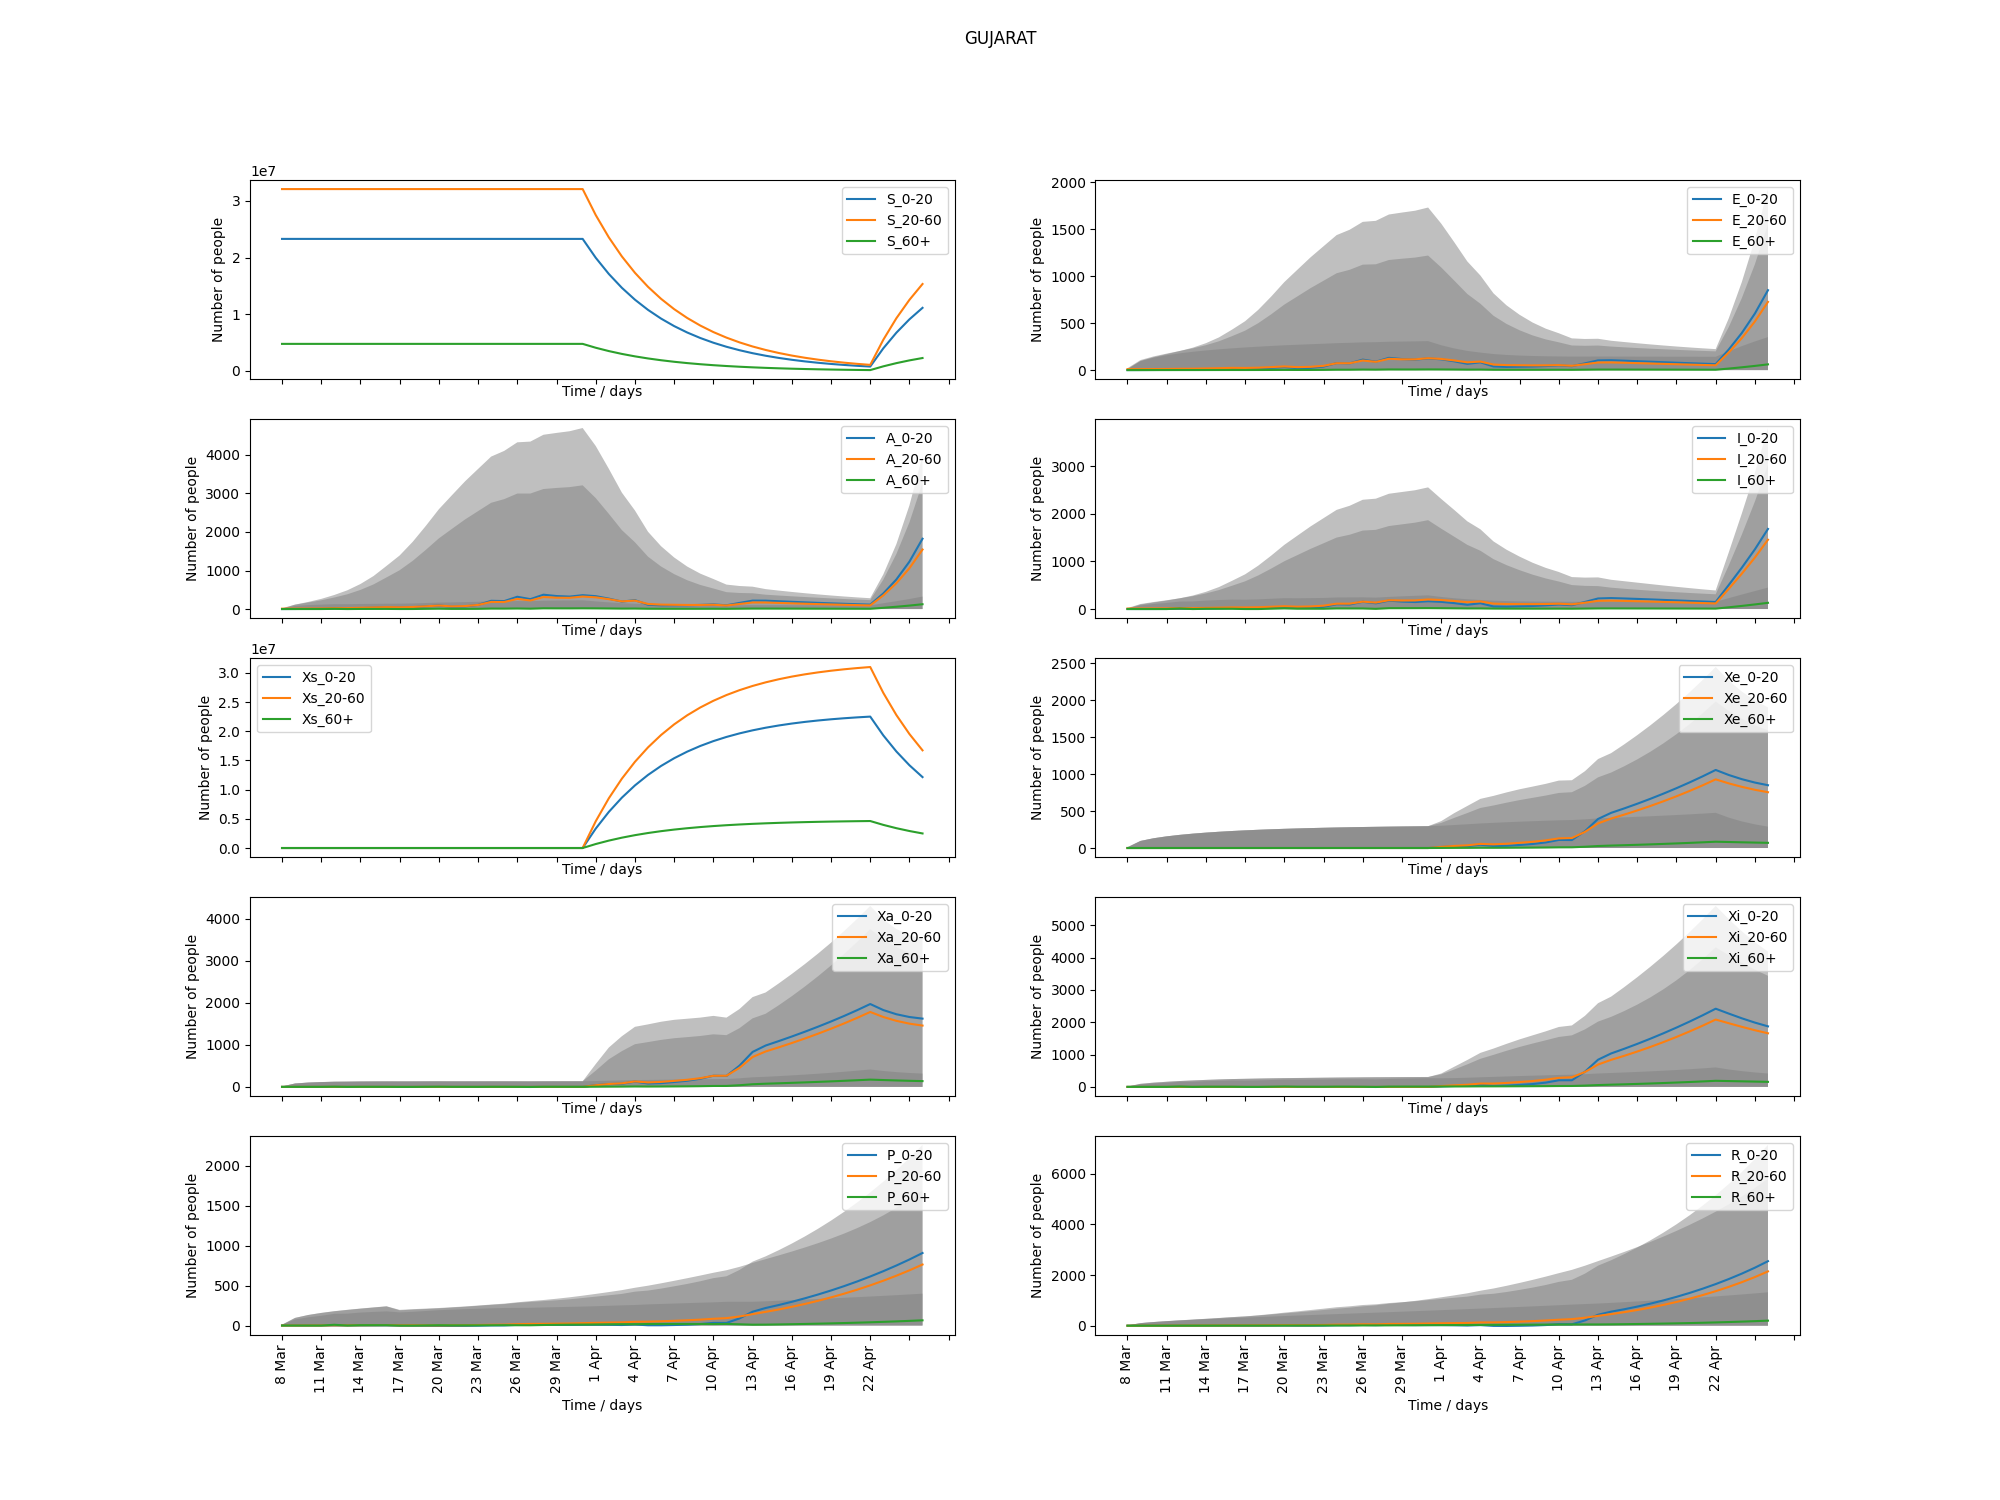 GUJARAT
1e7
Number of people
3
2
1
0
S_0-20
S_20-60
S_60+
Time / days
Number of people
2000
1500
1000
500
0
E_0-20
E_20-60
E_60+
Time / days
Number of people
4000
3000
2000
1000
0
A_0-20
A_20-60
A_60+
Time / days
Number of people
3000
2000
1000
0
I_0-20
I_20-60
I_60+
Time / days
1e7
Number of people
3.0
2.5
2.0
1.5
1.0
0.5
0.0
Xs_0-20
Xs_20-60
Xs_60+
Time / days
Number of people
2500
2000
1500
1000
500
0
Xe_0-20
Xe_20-60
Xe_60+
Time / days
Number of people
4000
3000
2000
1000
0
Xa_0-20
Xa_20-60
Xa_60+
Time / days
Number of people
5000
4000
3000
2000
1000
0
Xi_0-20
Xi_20-60
Xi_60+
Time / days
Number of people
2000
1500
1000
500
0
P_0-20
P_20-60
P_60+
8 Mar
11 Mar
14 Mar
17 Mar
20 Mar
23 Mar
26 Mar
29 Mar
1 Apr
4 Apr
7 Apr
10 Apr
13 Apr
16 Apr
19 Apr
22 Apr
Time / days
Number of people
6000
4000
2000
0
R_0-20
R_20-60
R_60+
8 Mar
11 Mar
14 Mar
17 Mar
20 Mar
23 Mar
26 Mar
29 Mar
1 Apr
4 Apr
7 Apr
10 Apr
13 Apr
16 Apr
19 Apr
22 Apr
Time / days